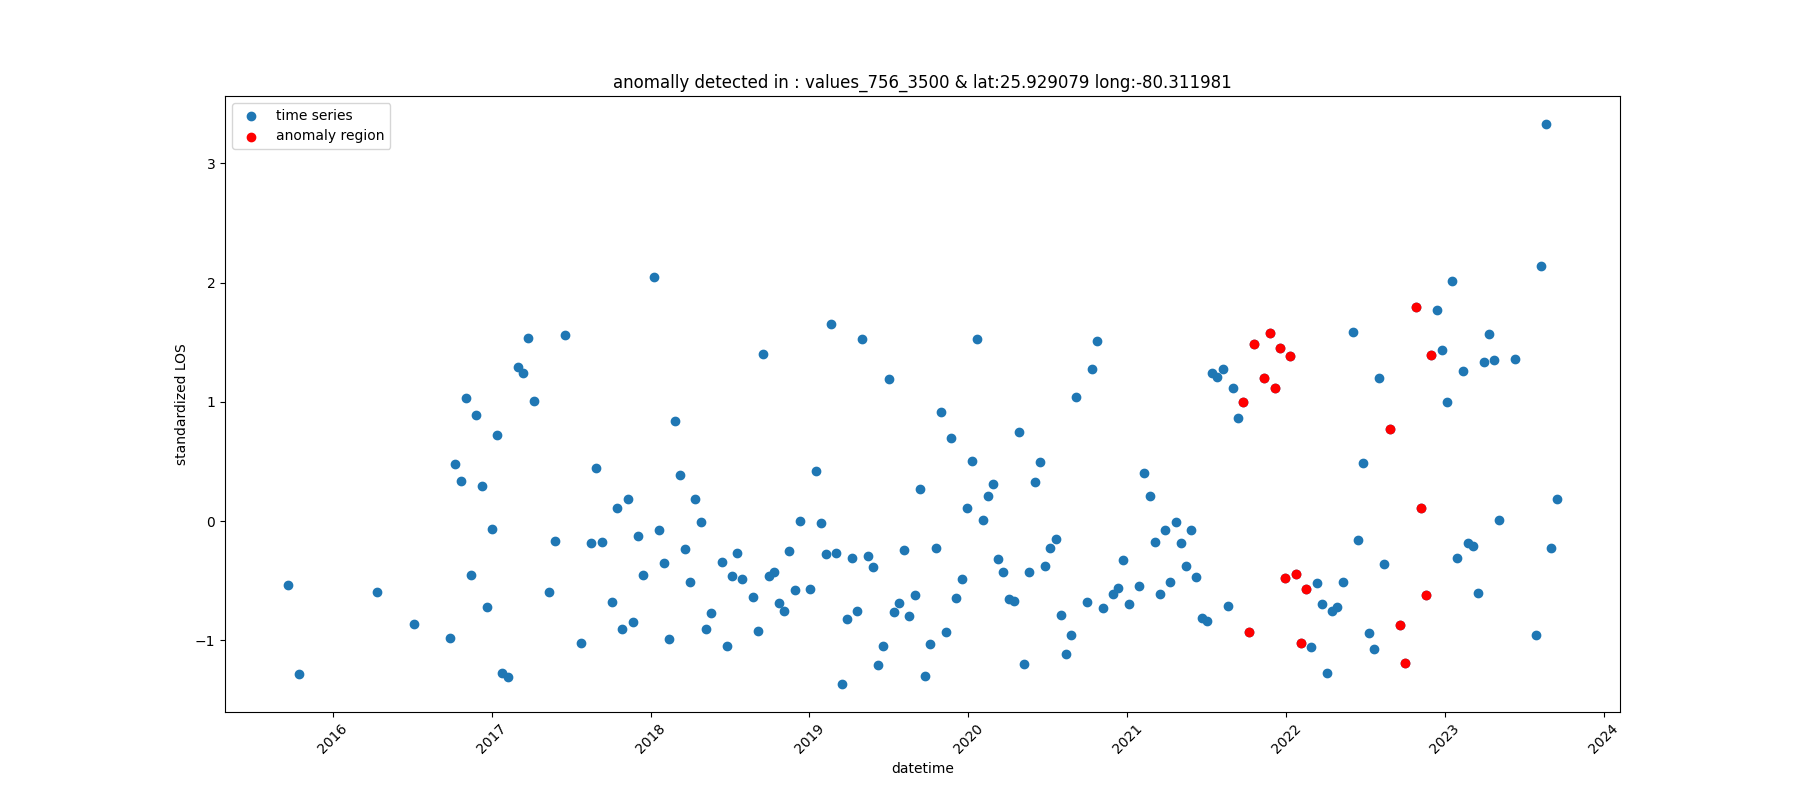 anomally detected in : values_756_3500 & lat:25.929079 long:-80.311981
time series
anomaly region
3
2
1
0
−1
standardized LOS
2016
2017
2018
2019
2020
2021
2022
2023
2024
datetime